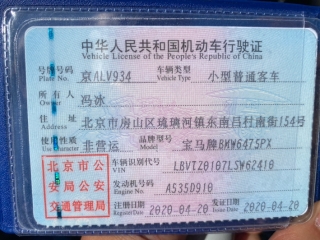 中华人民共和国机动车行驶证
Vehicle License of the People's Republic of China
号牌号码 京ALV934 车辆类型 小型普通客车
Plate No. Vehicle Type
所有人 冯冰
Owner
住址 北京市房山区琉璃河镇东南吕村南街154号
Address
使用性质 非营运 品牌型号 宝马牌BMW6475PX
Use Character Model
北京市公
安局公安
交通管理局
车辆识别代号 LBVTZ0107LSW62410
VIN
发动机号码 A535D910
Engine No.
注册日期 2020-04-20 发证日期 2020-04-20
Register Date Issue Date